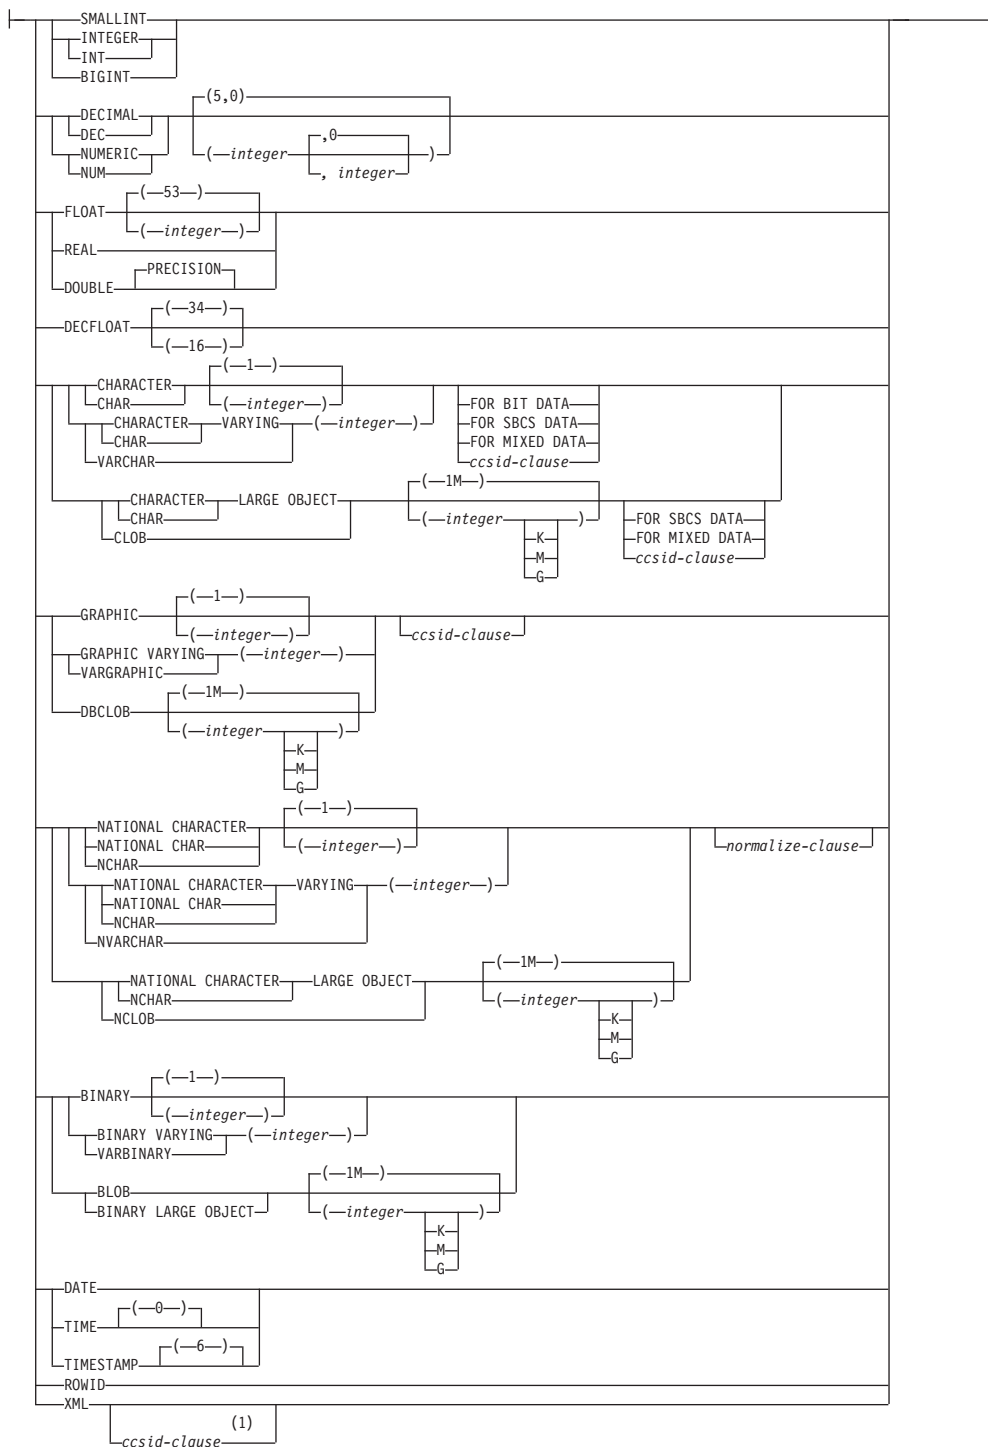 SMALLINT
INTEGER
INT
BIGINT
(5,0)
DECIMAL
DEC ,0
NUMERIC (integer )
NUM , integer
(53)
FLOAT
(integer)
REAL
PRECISION
DOUBLE
(34)
DECFLOAT
(16)
(1)
CHARACTER
CHAR (integer) FOR BIT DATA
CHARACTER VARYING (integer) FOR SBCS DATA
CHAR FOR MIXED DATA
VARCHAR ccsid-clause
(1M)
CHARACTER LARGE OBJECT
CHAR (integer ) FOR SBCS DATA
CLOB K FOR MIXED DATA
M ccsid-clause
G
(1)
GRAPHIC
(integer) ccsid-clause
GRAPHIC VARYING (integer)
VARGRAPHIC
(1M)
DBCLOB
(integer )
K
M
G
(1)
NATIONAL CHARACTER
NATIONAL CHAR (integer) normalize-clause
NCHAR
NATIONAL CHARACTER VARYING (integer)
NATIONAL CHAR
NCHAR
NVARCHAR
(1M)
NATIONAL CHARACTER LARGE OBJECT
NCHAR (integer )
NCLOB K
M
G
(1)
BINARY
(integer)
BINARY VARYING (integer)
VARBINARY
(1M)
BLOB
BINARY LARGE OBJECT (integer )
K
M
G
DATE
(0)
TIME
(6)
TIMESTAMP
ROWID
XML
(1)
ccsid-clause